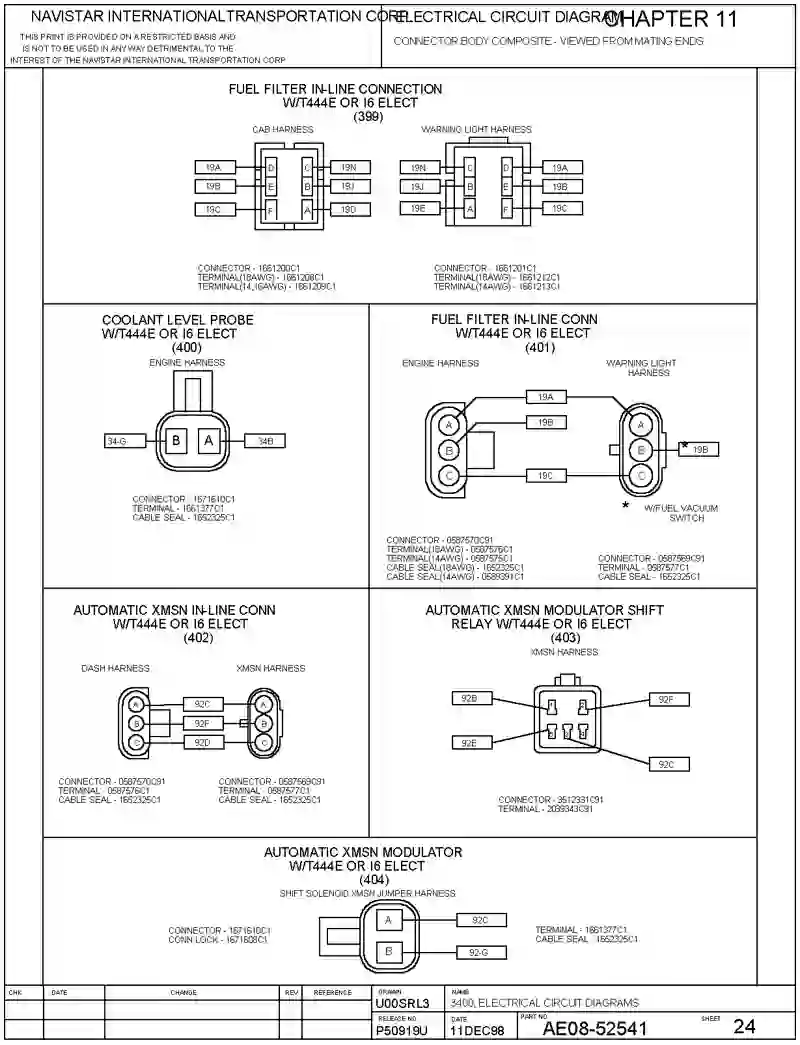 NAVISTAR INTERNATIONALTRANSPORTATION CORP
ELECTRICAL CIRCUIT DIAGRAM
CHAPTER 11
THIS PRINT IS PROVIDED ON A RESTRICTED BASIS AND
IS NOT TO BE USED IN ANY WAY DETRIMENTAL TO THE
INTEREST OF THE NAVISTAR INTERNATIONAL TRANSPORTATION CORP
CONNECTOR BODY COMPOSITE - VIEWED FROM MATING ENDS
FUEL FILTER IN-LINE CONNECTION
W/T444E OR I6 ELECT
(399)
CAB HARNESS
19A D C 19N
19B E B 19J
19C F A 19D
CONNECTOR - 1661200C1
TERMINAL(18AWG) - 1661208C1
TERMINAL(14,16AWG) - 1661209C1
WARNING LIGHT HARNESS
19N C D 19A
19J B E 19B
19E A F 19C
CONNECTOR - 1661201C1
TERMINAL(18AWG) - 1661212C1
TERMINAL(14AWG) - 1661213C1
COOLANT LEVEL PROBE
W/T444E OR I6 ELECT
(400)
ENGINE HARNESS
34-G B A 34B
CONNECTOR - 1671610C1
TERMINAL - 1661377C1
CABLE SEAL - 1652325C1
FUEL FILTER IN-LINE CONN
W/T444E OR I6 ELECT
(401)
ENGINE HARNESS
WARNING LIGHT
HARNESS
A 19A A
B 19B B * 19B
C 19C C
* W/FUEL VACUUM
SWITCH
CONNECTOR - 0587570C91
TERMINAL(18AWG) - 0587576C1
TERMINAL(14AWG) - 0587575C1
CABLE SEAL(18AWG) - 1652325C1
CABLE SEAL(14AWG) - 0589391C1
CONNECTOR - 0587569C91
TERMINAL - 0587577C1
CABLE SEAL - 1652325C1
AUTOMATIC XMSN IN-LINE CONN
W/T444E OR I6 ELECT
(402)
DASH HARNESS
XMSN HARNESS
A 92C A
B 92F B
C 92D C
CONNECTOR - 0587570C91
TERMINAL - 0587576C1
CABLE SEAL - 1652325C1
CONNECTOR - 0587569C91
TERMINAL - 0587577C1
CABLE SEAL - 1652325C1
AUTOMATIC XMSN MODULATOR SHIFT
RELAY W/T444E OR I6 ELECT
(403)
XMSN HARNESS
92B 92F
92E
92C
CONNECTOR - 3512331C91
TERMINAL - 2039343C91
AUTOMATIC XMSN MODULATOR
W/T444E OR I6 ELECT
(404)
SHIFT SOLENOID XMSN JUMPER HARNESS
A 92C
B 92-G
CONNECTOR - 1671610C1
CONN LOCK - 1671608C1
TERMINAL - 1661377C1
CABLE SEAL 1652325C1
CHK DATE CHANGE REV REFERENCE
DRAWN
U00SRL3
NAME
3400, ELECTRICAL CIRCUIT DIAGRAMS
RELEASE NO
P50919U
DATE
11DEC98
PART NO.
AE08-52541
SHEET 24